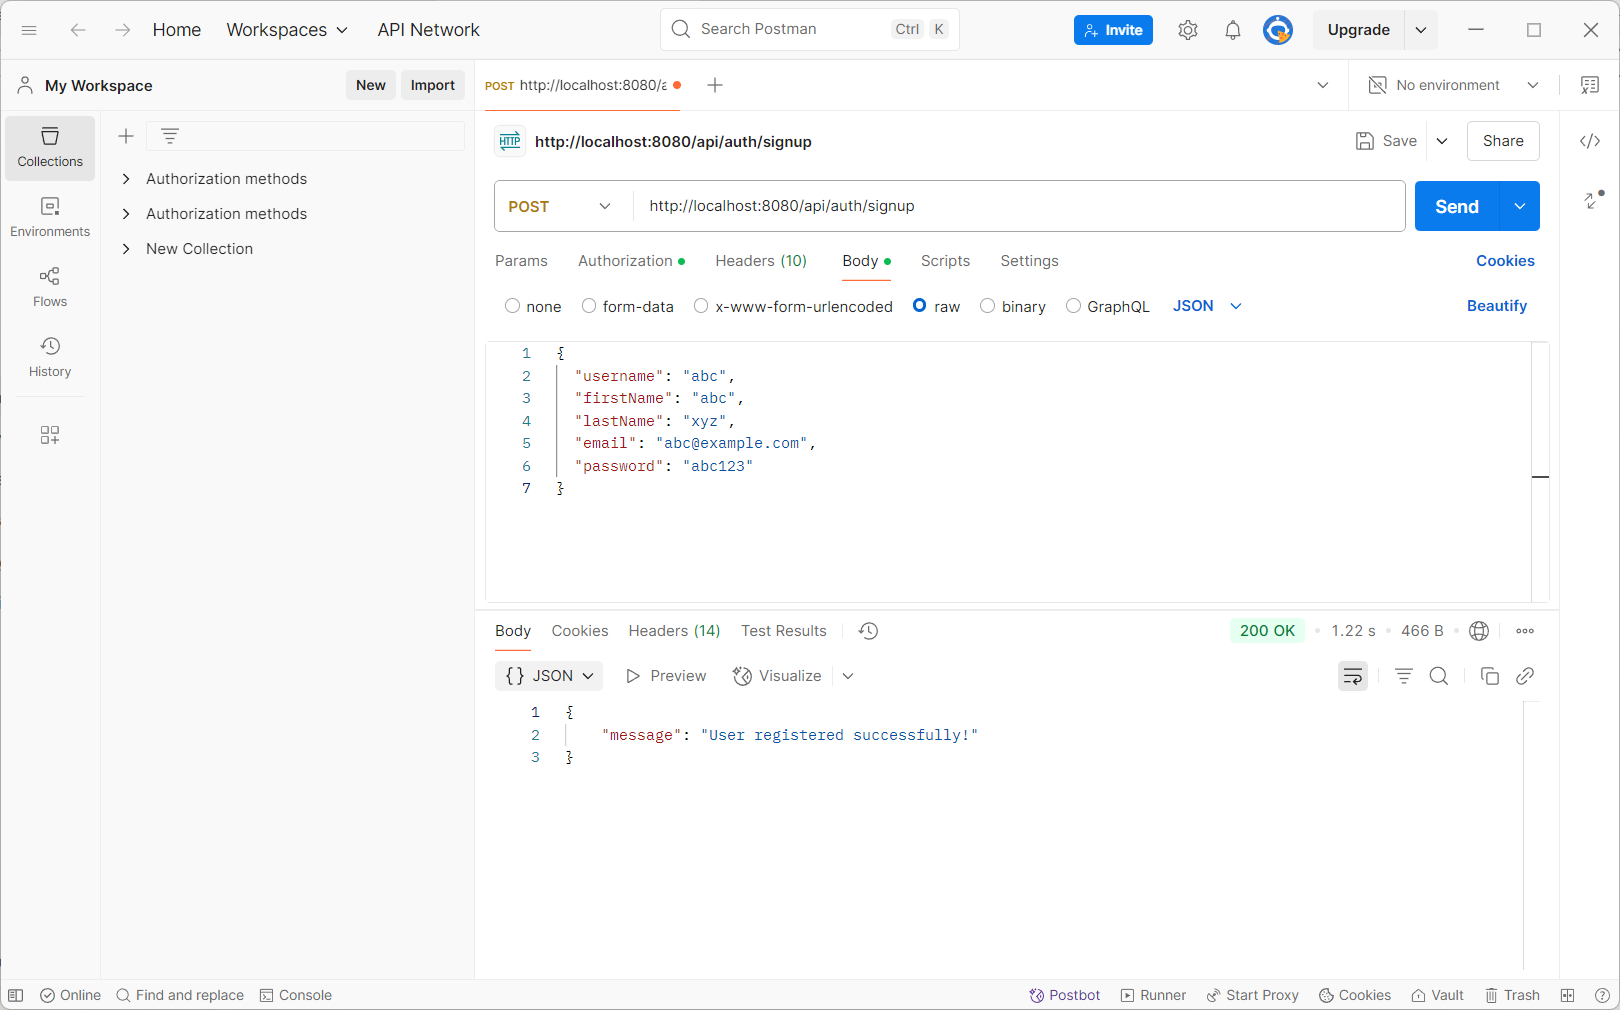 Home Workspaces API Network Search Postman Ctrl K Invite Upgrade
My Workspace New Import POST http://localhost:8080/a No environment
HTTP http://localhost:8080/api/auth/signup Save Share
Collections
Environments
Flows
History
Authorization methods
Authorization methods
New Collection
POST http://localhost:8080/api/auth/signup Send
Params Authorization Headers (10) Body Scripts Settings Cookies
none form-data x-www-form-urlencoded raw binary GraphQL JSON Beautify
1 {
2 "username": "abc",
3 "firstName": "abc",
4 "lastName": "xyz",
5 "email": "abc@example.com",
6 "password": "abc123"
7 }
Body Cookies Headers (14) Test Results 200 OK • 1.22 s • 466 B
{} JSON Preview Visualize
1 {
2 "message": "User registered successfully!"
3 }
Online Find and replace Console Postbot Runner Start Proxy Cookies Vault Trash